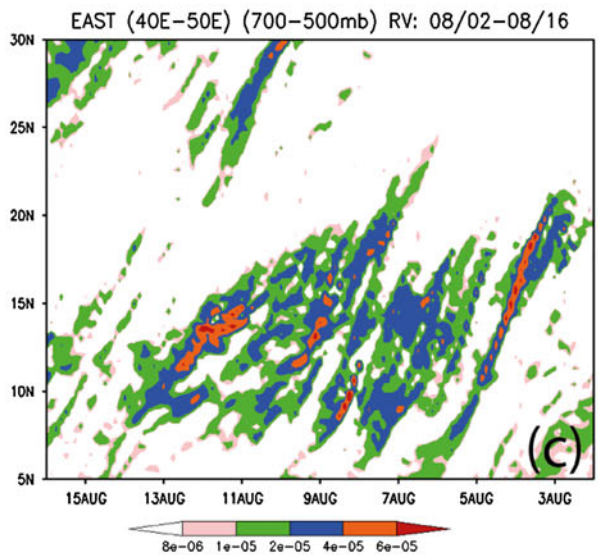 EAST (40E-50E) (700-500mb) RV: 08/02-08/16
30N
25N
20N
15N
10N
5N
(c)
15AUG 13AUG 11AUG 9AUG 7AUG 5AUG 3AUG
8e-06 1e-05 2e-05 4e-05 6e-05